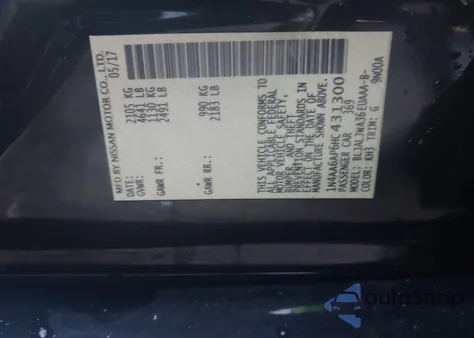 MFD BY NISSAN MOTOR CO., LTD.
DATE: 05/17
GVWR: 2105 KG
4641 LB
GAWR FR: 1130 KG
2491 LB
GAWR RR: 990 KG
2183 LB
THIS VEHICLE CONFORMS TO
ALL APPLICABLE FEDERAL
MOTOR VEHICLE SAFETY,
BUMPER, AND THEFT
PREVENTION STANDARDS IN
EFFECT ON THE DATE OF
MANUFACTURE SHOWN ABOVE.
1N4AA6AP6HC431300
PASSENGER CAR 769
MODEL:
COLOR: KH3 TRIM: G
autoSnap